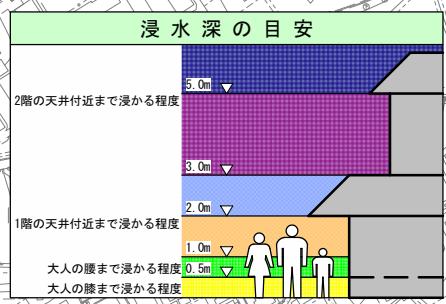 浸水深の目安
5.0m
2階の天井付近まで浸かる程度
3.0m
2.0m
1階の天井付近まで浸かる程度
1.0m
大人の腰まで浸かる程度
0.5m
大人の膝まで浸かる程度